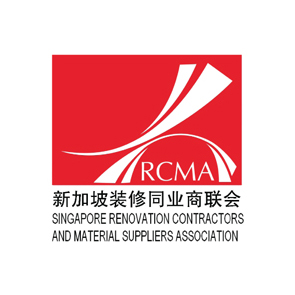 RCMA
新加坡装修同业商联会
SINGAPORE RENOVATION CONTRACTORS
AND MATERIAL SUPPLIERS ASSOCIATION